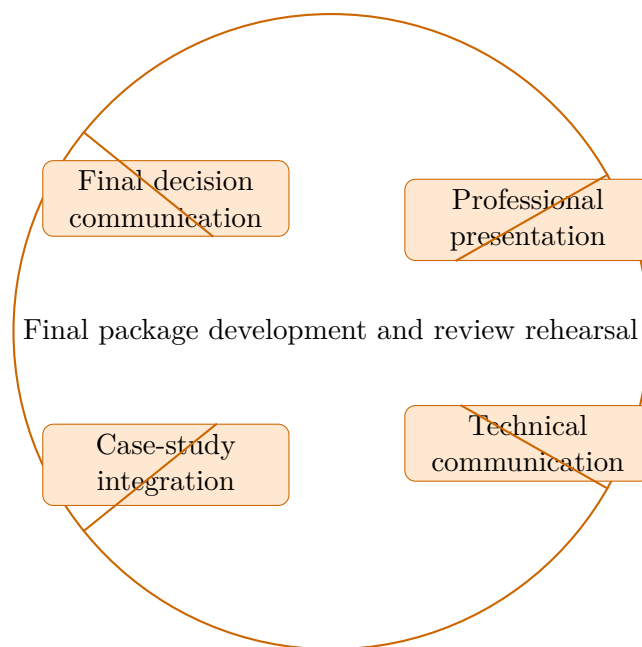 Final decision
communication
Professional
presentation
Final package development and review rehearsal
Case-study
integration
Technical
communication